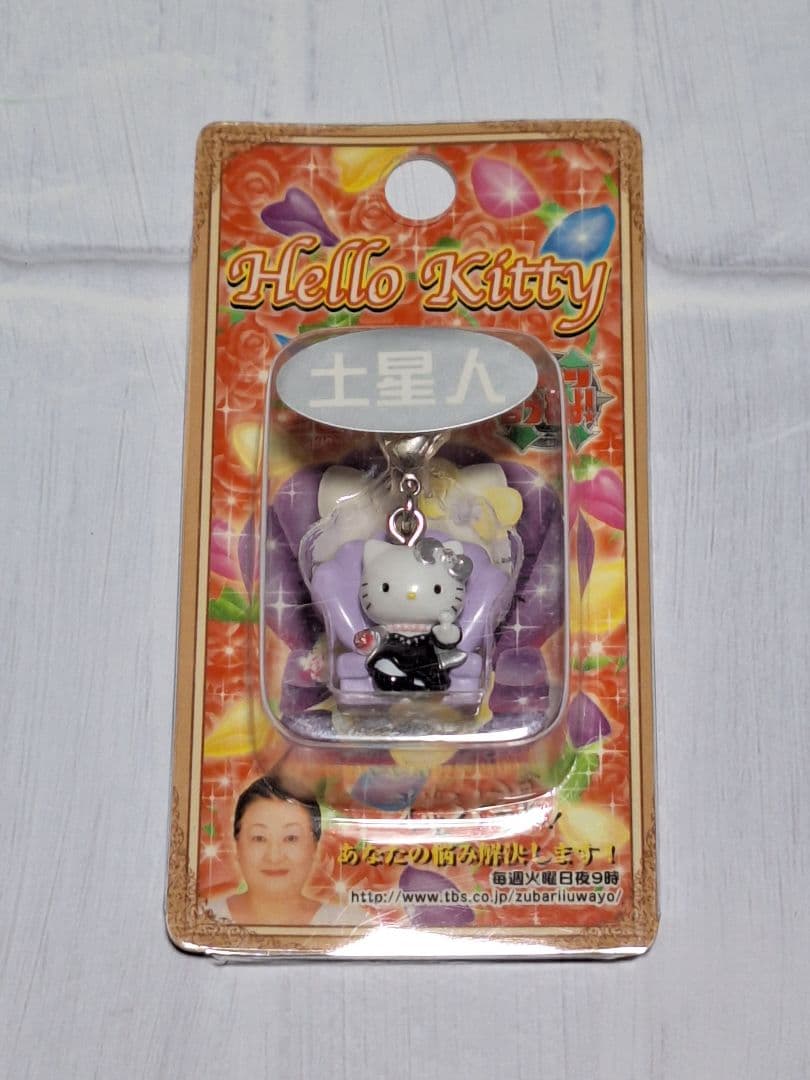 Hello Kitty
土星人
あなたの悩み解決します！
毎週火曜日夜9時
http://www.tbs.co.jp/zubariiuwayo/